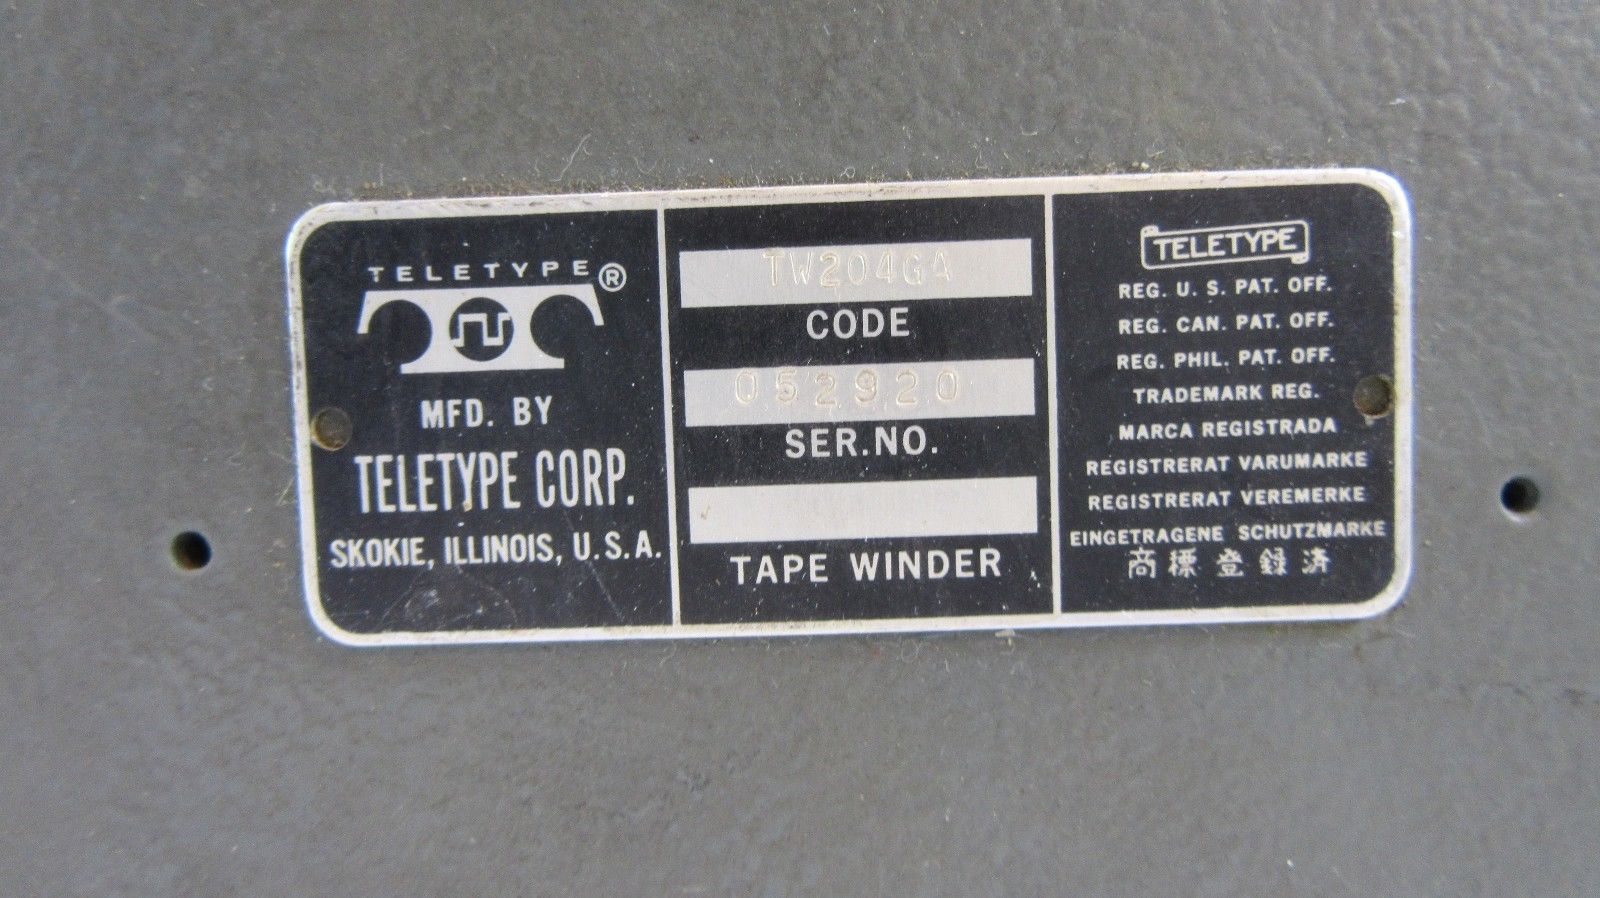 TELETYPE ®
MFD. BY
TELETYPE CORP.
SKOKIE, ILLINOIS, U.S.A.
TW204GA
CODE
052920
SER.NO.
TAPE WINDER
TELETYPE
REG. U. S. PAT. OFF.
REG. CAN. PAT. OFF.
REG. PHIL. PAT. OFF.
TRADEMARK REG.
MARCA REGISTRADA
REGISTRERAT VARUMARKE
REGISTRERAT VEREMERKE
EINGETRAGENE SCHUTZMARKE
商標登録済